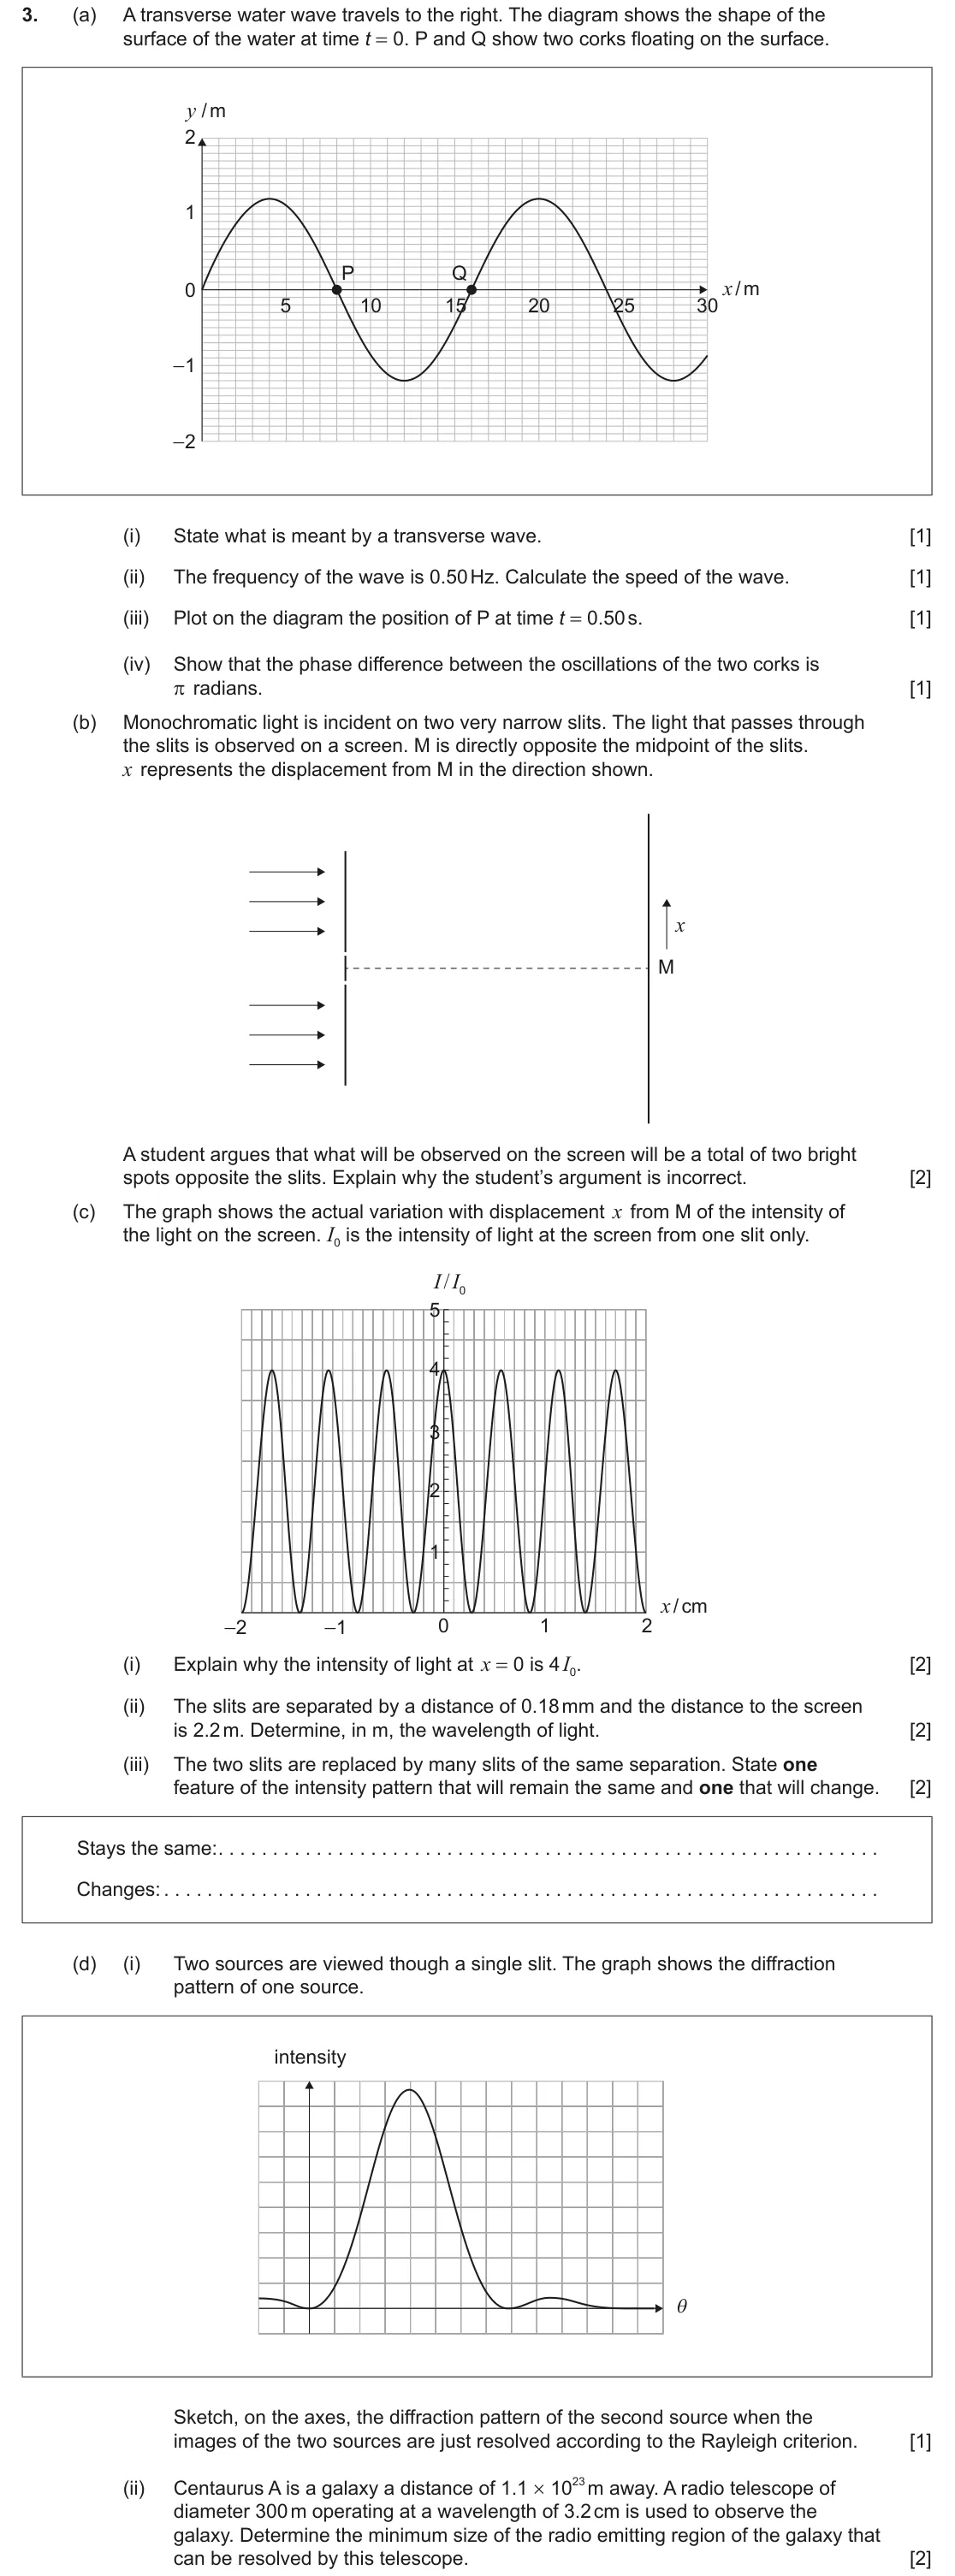 3. (a) A transverse water wave travels to the right. The diagram shows the shape of the
surface of the water at time t = 0. P and Q show two corks floating on the surface.
y / m
2
1
P
Q
0
x / m
5 10 15 20 25 30
−1
−2
(i) State what is meant by a transverse wave. [1]
(ii) The frequency of the wave is 0.50 Hz. Calculate the speed of the wave. [1]
(iii) Plot on the diagram the position of P at time t = 0.50 s. [1]
(iv) Show that the phase difference between the oscillations of the two corks is
π radians. [1]
(b) Monochromatic light is incident on two very narrow slits. The light that passes through
the slits is observed on a screen. M is directly opposite the midpoint of the slits.
x represents the displacement from M in the direction shown.
x
M
A student argues that what will be observed on the screen will be a total of two bright
spots opposite the slits. Explain why the student's argument is incorrect. [2]
(c) The graph shows the actual variation with displacement x from M of the intensity of
the light on the screen. I₀ is the intensity of light at the screen from one slit only.
I / I₀
5
4
3
2
1
x / cm
−2 −1 0 1 2
(i) Explain why the intensity of light at x = 0 is 4 I₀. [2]
(ii) The slits are separated by a distance of 0.18 mm and the distance to the screen
is 2.2 m. Determine, in m, the wavelength of light. [2]
(iii) The two slits are replaced by many slits of the same separation. State one
feature of the intensity pattern that will remain the same and one that will change. [2]
Stays the same: . . . . . . . . . . . . . . . . . . . . . . . . . . . . . . . . . . . . . . . . . . . . . . . . . . . . . . . . . . . .
Changes: . . . . . . . . . . . . . . . . . . . . . . . . . . . . . . . . . . . . . . . . . . . . . . . . . . . . . . . . . . . . . . . . .
(d) (i) Two sources are viewed though a single slit. The graph shows the diffraction
pattern of one source.
intensity
θ
Sketch, on the axes, the diffraction pattern of the second source when the
images of the two sources are just resolved according to the Rayleigh criterion. [1]
(ii) Centaurus A is a galaxy a distance of 1.1 × 10²³ m away. A radio telescope of
diameter 300 m operating at a wavelength of 3.2 cm is used to observe the
galaxy. Determine the minimum size of the radio emitting region of the galaxy that
can be resolved by this telescope. [2]